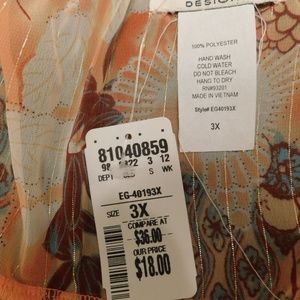 DESIGN
100% POLYESTER
HAND WASH
COLD WATER
DO NOT BLEACH
HANG TO DRY
RN#93201
MADE IN VIETNAM
Style# EG40193X
3X
81040859
3 12
DEPT S WK
EG-40193X
SIZE 3X
COMPARE AT
$36.00
OUR PRICE
$18.00